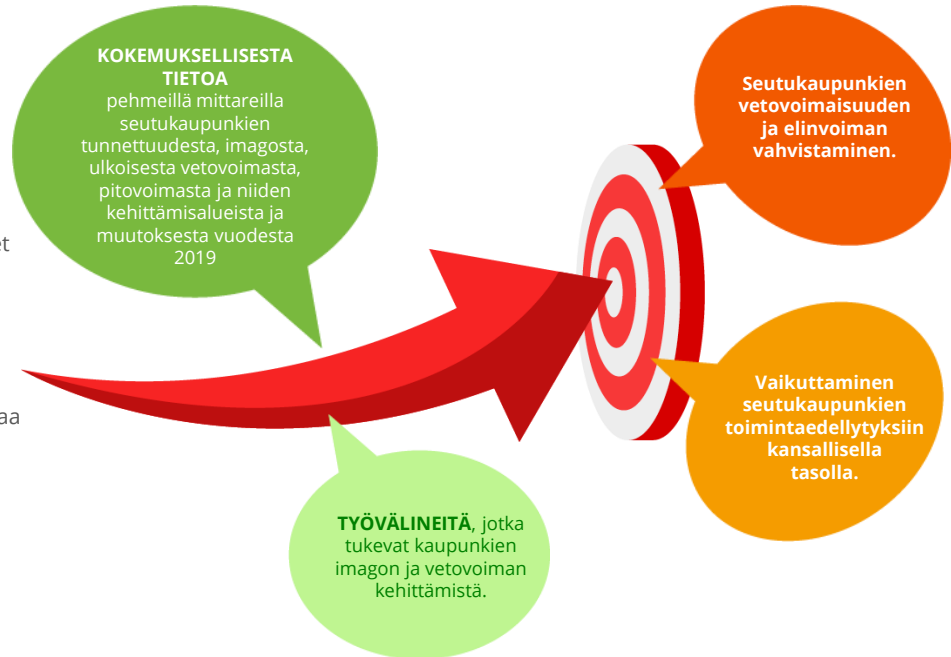 KOKEMUKSELLISESTA
TIETOA
pehmeillä mittareilla
seutukaupunkien
tunnettuudesta, imagosta,
ulkoisesta vetovoimasta,
pitovoimasta ja niiden
kehittämisalueista ja
muutoksesta vuodesta
2019
Seutukaupunkien
vetovoimaisuuden
ja elinvoiman
vahvistaminen.
Vaikuttaminen
seutukaupunkien
toimintaedellytyksiin
kansallisella
tasolla.
TYÖVÄLINEITÄ, jotka
tukevat kaupunkien
imagon ja vetovoiman
kehittämistä.